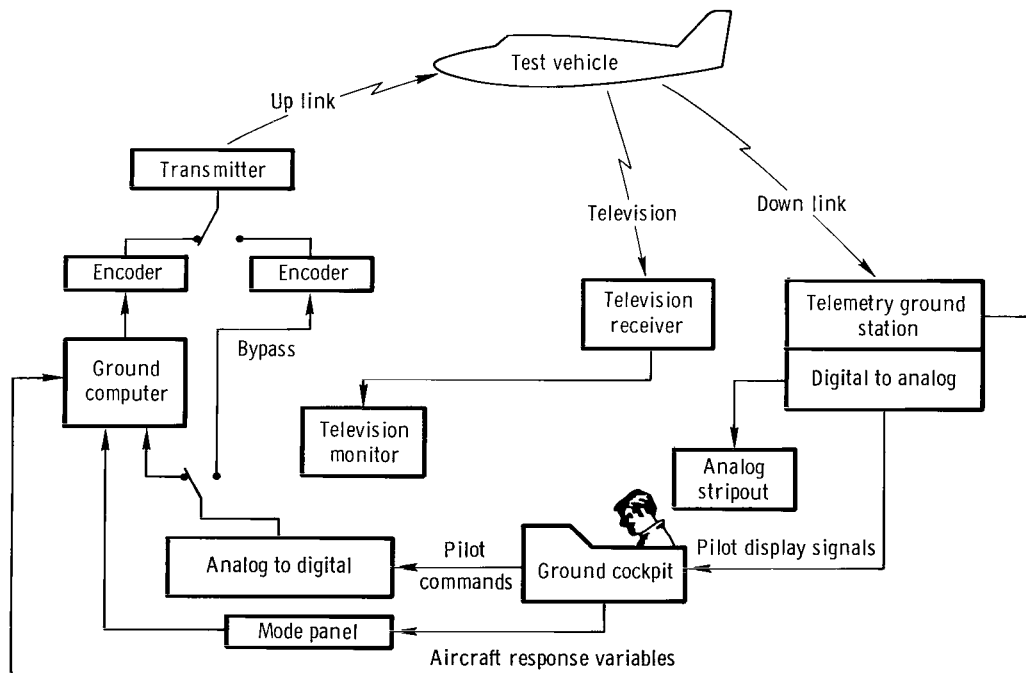 Test vehicle
Up link
Transmitter
Television
Down link
Encoder
Encoder
Television
receiver
Telemetry ground
station
Bypass
Ground
computer
Digital to analog
Television
monitor
Analog
stripout
Analog to digital
Pilot
commands
Ground cockpit
Pilot display signals
Mode panel
Aircraft response variables